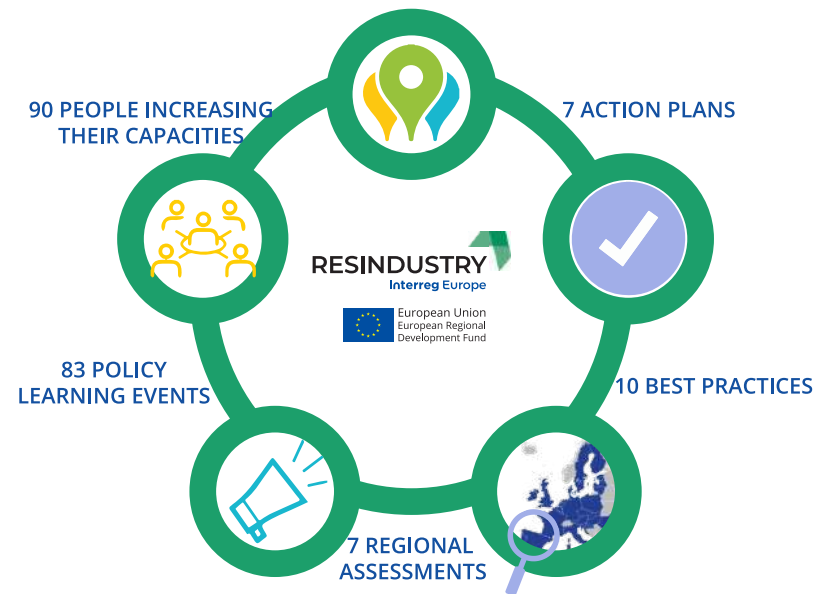 90 PEOPLE INCREASING
THEIR CAPACITIES
7 ACTION PLANS
RESINDUSTRY
Interreg Europe
European Union
European Regional
Development Fund
83 POLICY
LEARNING EVENTS
10 BEST PRACTICES
7 REGIONAL
ASSESSMENTS